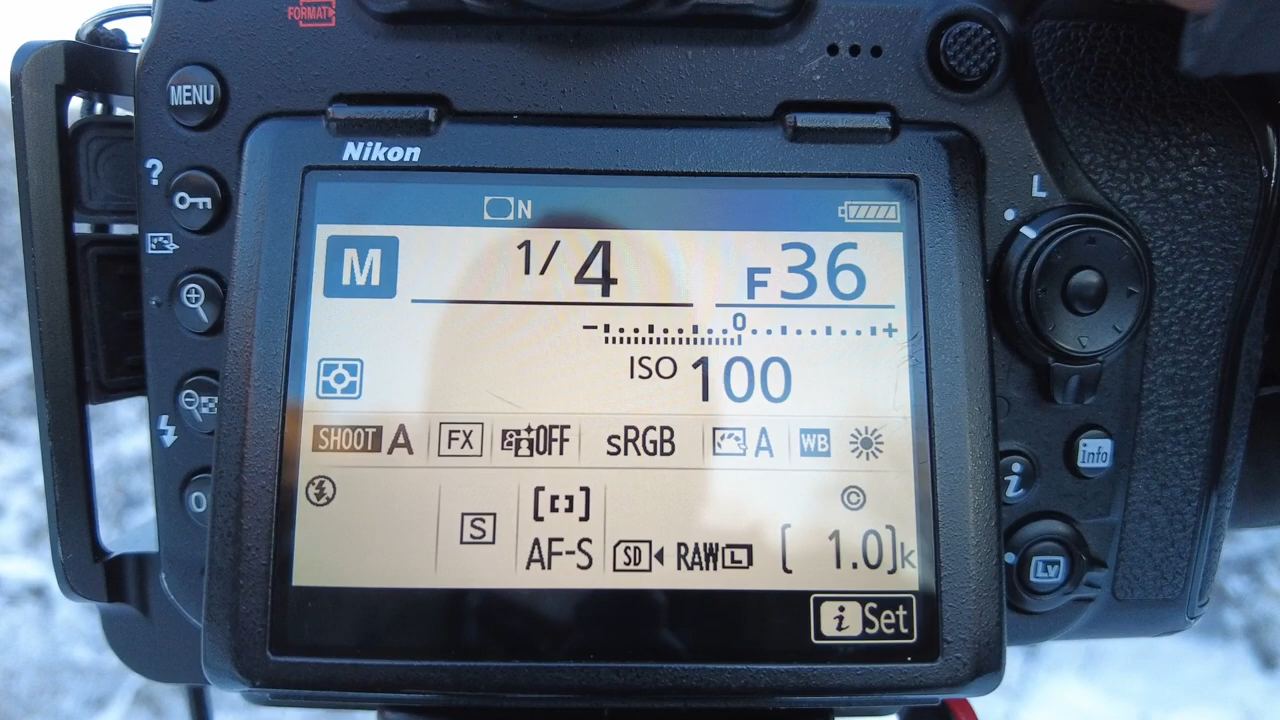 FORMAT
MENU
Nikon
?
L
N
M 1/4 F36
- 0 +
ISO 100
SHOOT A FX OFF sRGB A WB
©
S [ ] AF-S SD RAW L [ 1.0]k
i Set
info
i
Lv